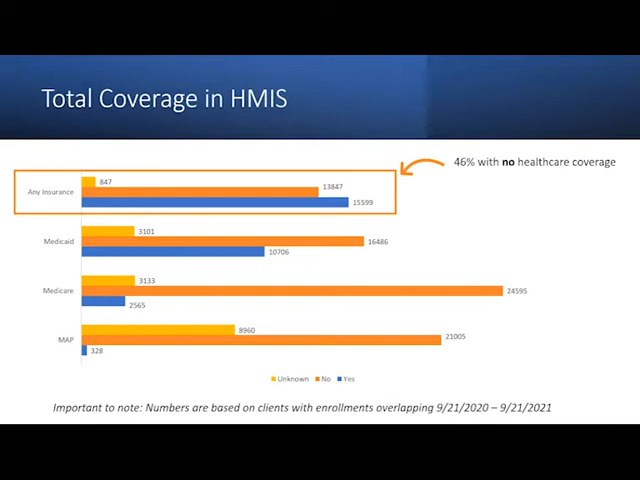 Total Coverage in HMIS
46% with no healthcare coverage
847
Any Insurance
13847
15599
3101
Medicaid
16486
10706
3133
Medicare
24595
2565
8960
MAP
21005
328
Unknown No Yes
Important to note: Numbers are based on clients with enrollments overlapping 9/21/2020 – 9/21/2021